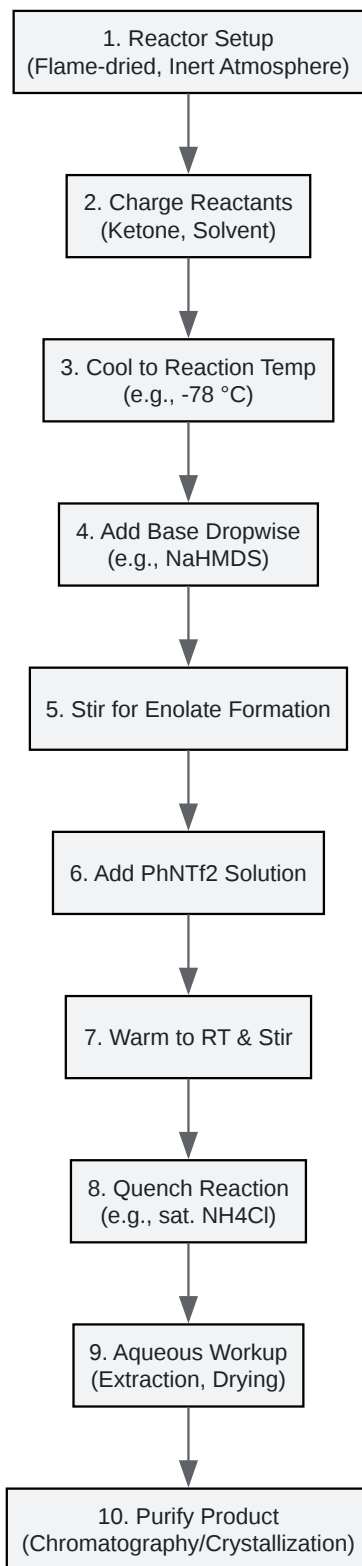 1. Reactor Setup
(Flame-dried, Inert Atmosphere)
2. Charge Reactants
(Ketone, Solvent)
3. Cool to Reaction Temp
(e.g., -78 °C)
4. Add Base Dropwise
(e.g., NaHMDS)
5. Stir for Enolate Formation
6. Add PhNTf2 Solution
7. Warm to RT & Stir
8. Quench Reaction
(e.g., sat. NH4Cl)
9. Aqueous Workup
(Extraction, Drying)
10. Purify Product
(Chromatography/Crystallization)